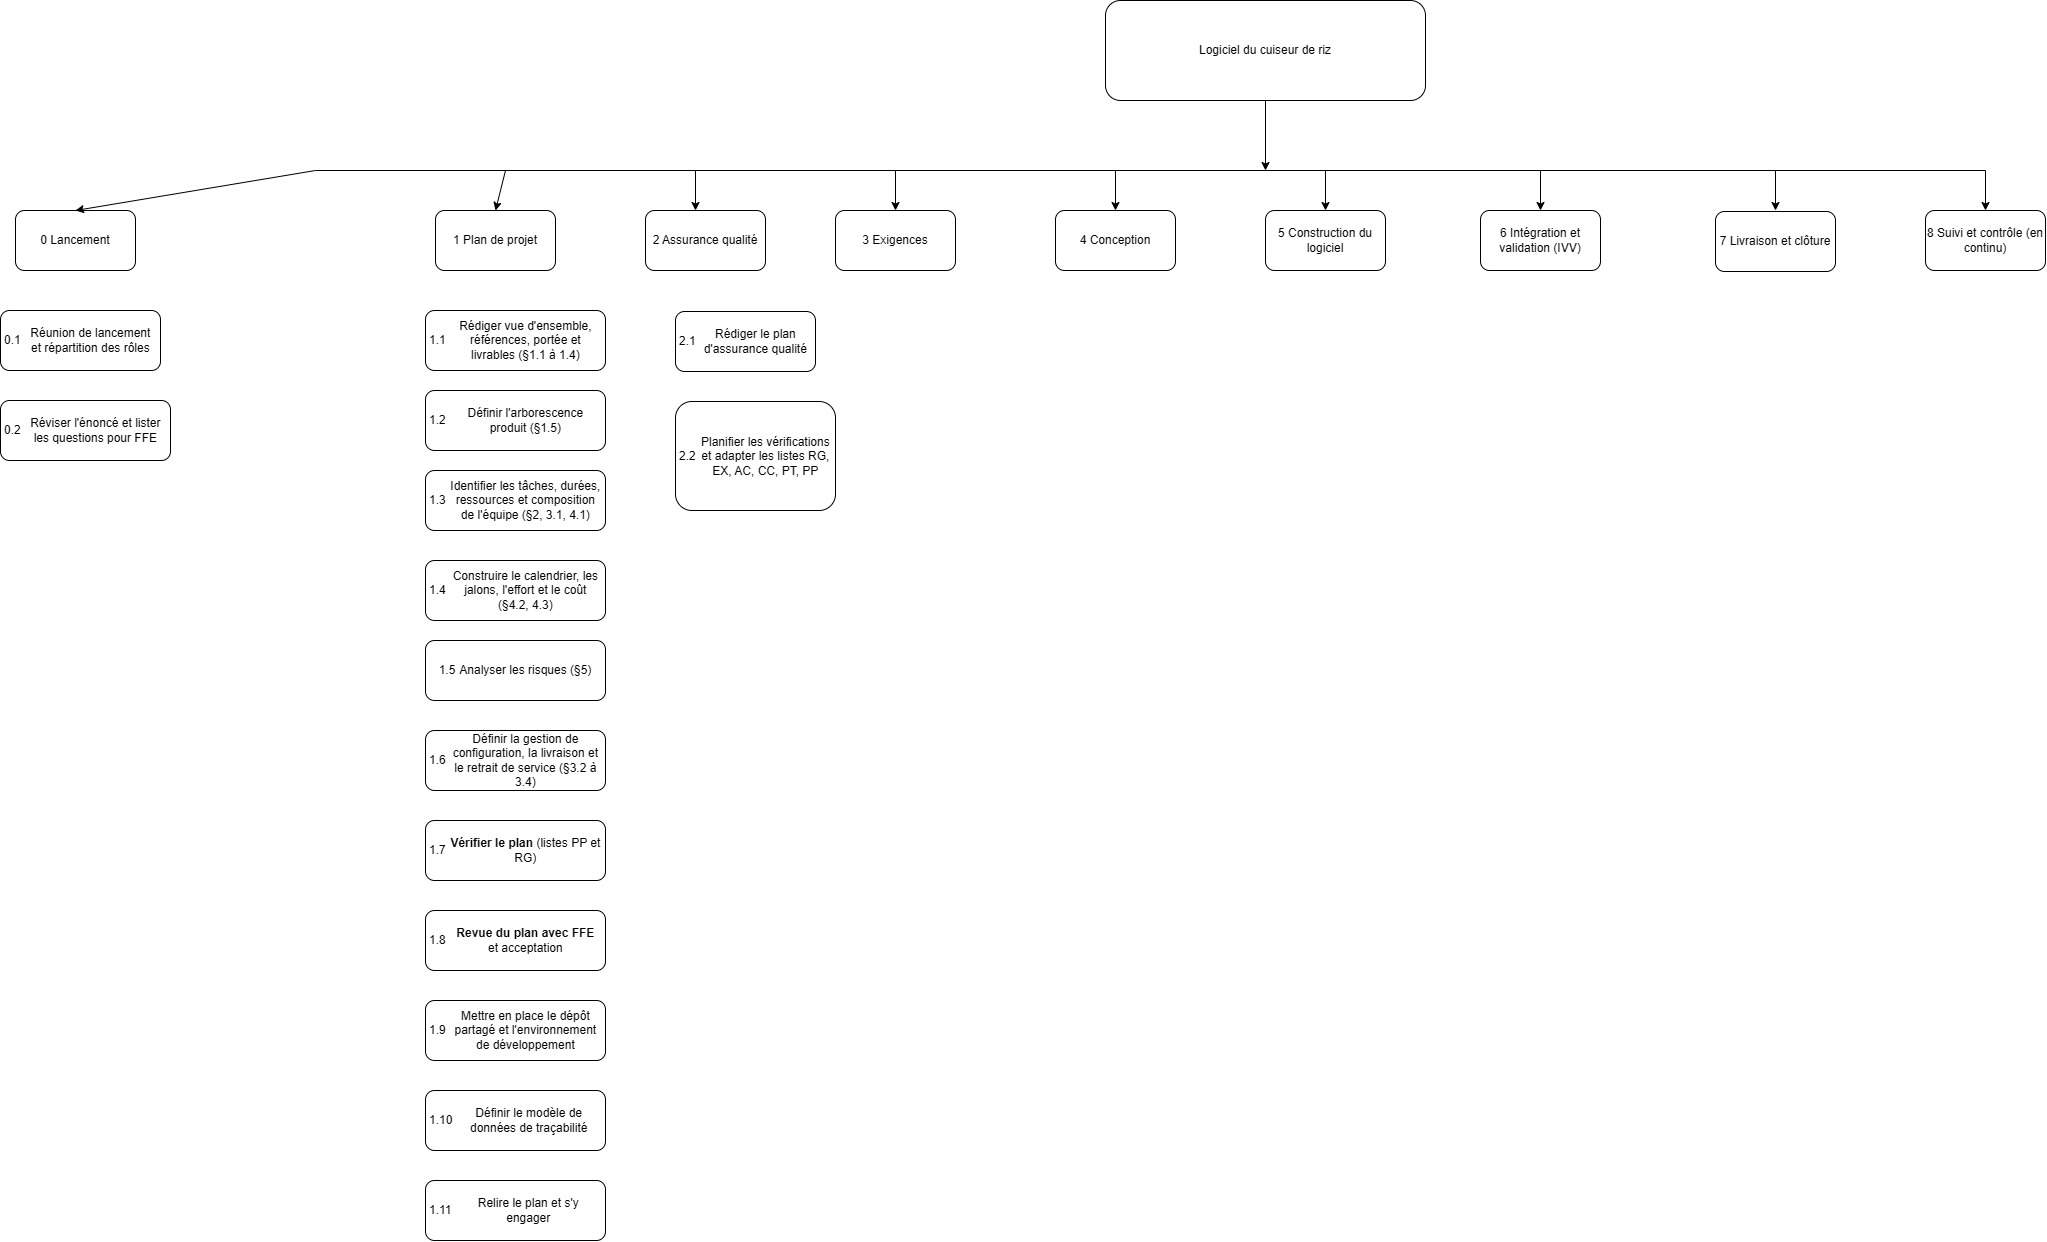 Logiciel du cuiseur de riz
0 Lancement
1 Plan de projet
2 Assurance qualité
3 Exigences
4 Conception
5 Construction du
logiciel
6 Intégration et
validation (IVV)
7 Livraison et clôture
8 Suivi et contrôle (en
continu)
0.1 Réunion de lancement
et répartition des rôles
0.2 Réviser l'énoncé et lister
les questions pour FFE
1.1 Rédiger vue d'ensemble,
références, portée et
livrables (§1.1 à 1.4)
1.2 Définir l'arborescence
produit (§1.5)
1.3 Identifier les tâches, durées,
ressources et composition
de l'équipe (§2, 3.1, 4.1)
1.4 Construire le calendrier, les
jalons, l'effort et le coût
(§4.2, 4.3)
1.5 Analyser les risques (§5)
1.6 Définir la gestion de
configuration, la livraison et
le retrait de service (§3.2 à
3.4)
1.7 Vérifier le plan (listes PP et
RG)
1.8 Revue du plan avec FFE
et acceptation
1.9 Mettre en place le dépôt
partagé et l'environnement
de développement
1.10 Définir le modèle de
données de traçabilité
1.11 Relire le plan et s'y
engager
2.1 Rédiger le plan
d'assurance qualité
2.2 Planifier les vérifications
et adapter les listes RG,
EX, AC, CC, PT, PP